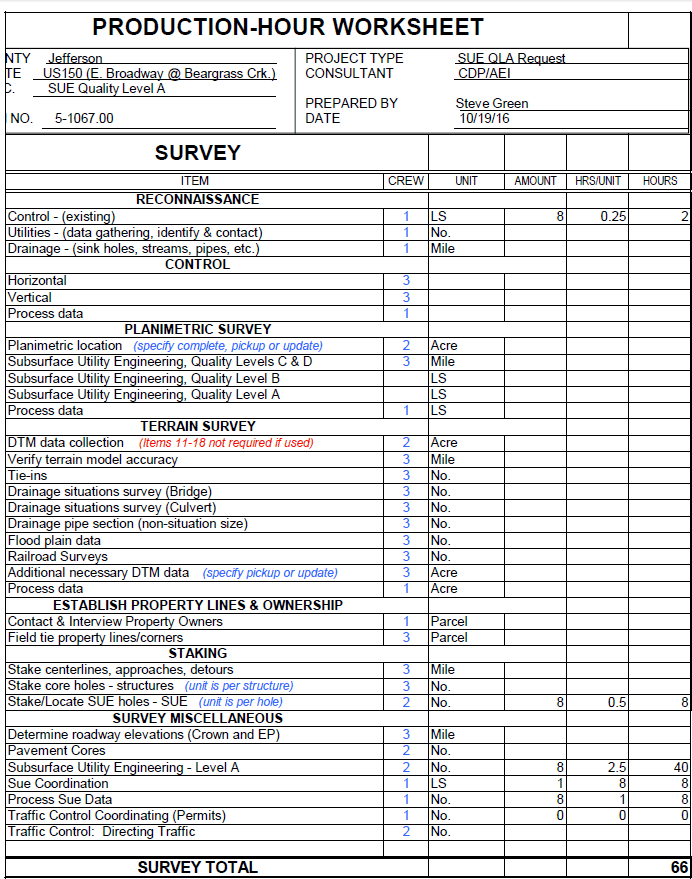 PRODUCTION-HOUR WORKSHEET
NTY Jefferson PROJECT TYPE SUE QLA Request
TE US150 (E. Broadway @ Beargrass Crk.) CONSULTANT CDP/AEI
C. SUE Quality Level A
PREPARED BY Steve Green
NO. 5-1067.00 DATE 10/19/16
SURVEY
ITEM CREW UNIT AMOUNT HRS/UNIT HOURS
RECONNAISSANCE
Control - (existing) 1 LS 8 0.25 2
Utilities - (data gathering, identify & contact) 1 No.
Drainage - (sink holes, streams, pipes, etc.) 1 Mile
CONTROL
Horizontal 3
Vertical 3
Process data 1
PLANIMETRIC SURVEY
Planimetric location (specify complete, pickup or update) 2 Acre
Subsurface Utility Engineering, Quality Levels C & D 3 Mile
Subsurface Utility Engineering, Quality Level B LS
Subsurface Utility Engineering, Quality Level A LS
Process data 1 LS
TERRAIN SURVEY
DTM data collection (Items 11-18 not required if used) 2 Acre
Verify terrain model accuracy 3 Mile
Tie-ins 3 No.
Drainage situations survey (Bridge) 3 No.
Drainage situations survey (Culvert) 3 No.
Drainage pipe section (non-situation size) 3 No.
Flood plain data 3 No.
Railroad Surveys 3 No.
Additional necessary DTM data (specify pickup or update) 3 Acre
Process data 1 Acre
ESTABLISH PROPERTY LINES & OWNERSHIP
Contact & Interview Property Owners 1 Parcel
Field tie property lines/corners 3 Parcel
STAKING
Stake centerlines, approaches, detours 3 Mile
Stake core holes - structures (unit is per structure) 3 No.
Stake/Locate SUE holes - SUE (unit is per hole) 2 No. 8 0.5 8
SURVEY MISCELLANEOUS
Determine roadway elevations (Crown and EP) 3 Mile
Pavement Cores 2 No.
Subsurface Utility Engineering - Level A 2 No. 8 2.5 40
Sue Coordination 1 LS 1 8 8
Process Sue Data 1 No. 8 1 8
Traffic Control Coordinating (Permits) 1 No. 0 0 0
Traffic Control: Directing Traffic 2 No.
SURVEY TOTAL 66